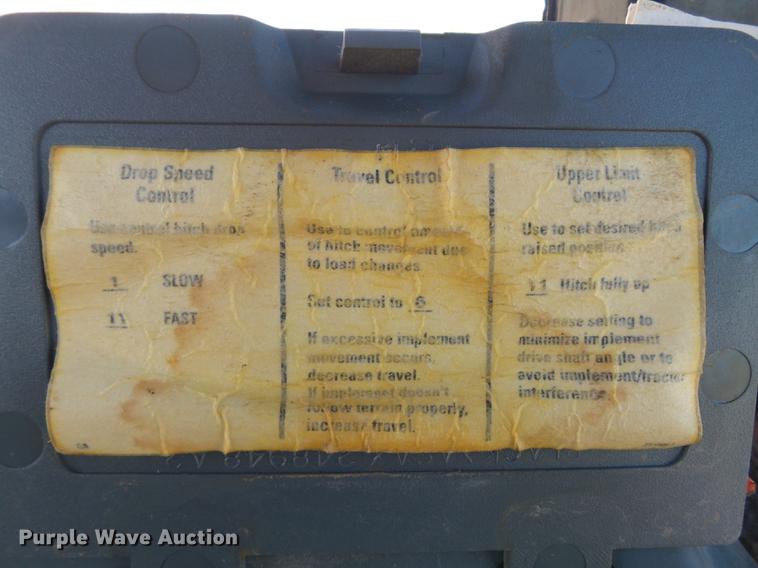 Drop Speed
Control
Use control hitch drop
speed.
1 SLOW
11 FAST
Travel Control
Use to control amount
of hitch movement due
to load changes
Set control to 6
If excessive implement
movement occurs,
decrease travel.
If implement doesn't
follow terrain properly,
increase travel.
Upper Limit
Control
Use to set desired hitch
raised position
11 Hitch fully up
Decrease setting to
minimize implement
drive shaft angle or to
avoid implement/tractor
interference.
Purple Wave Auction